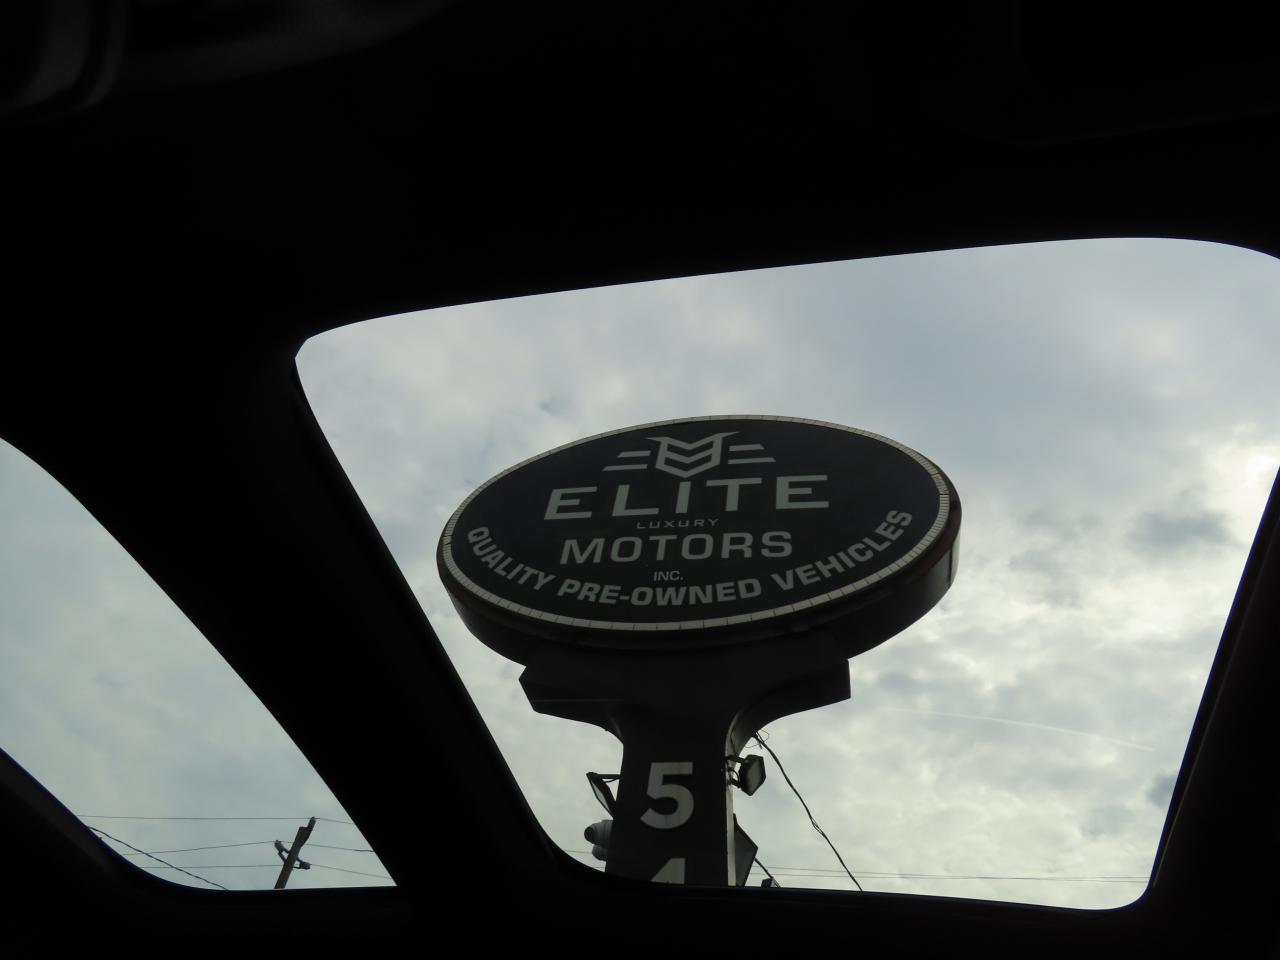 ELITE
LUXURY
MOTORS
INC.
QUALITY PRE-OWNED VEHICLES
5